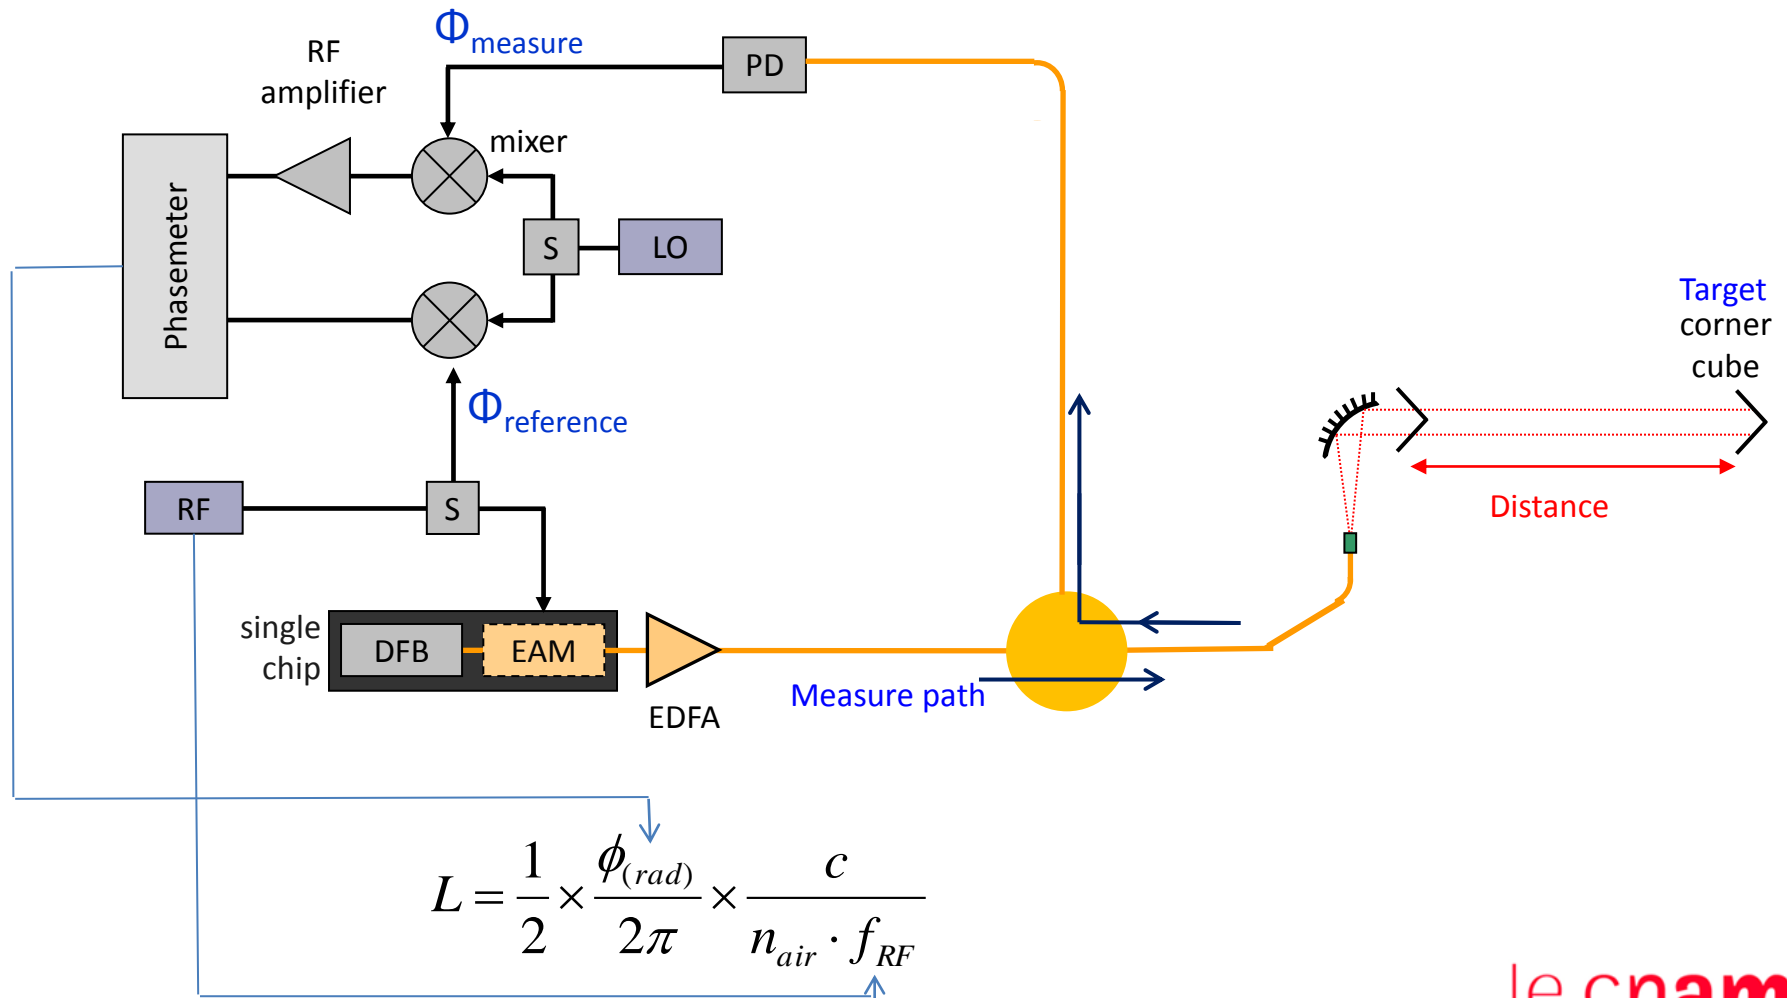 Φmeasure
RF
amplifier
PD
mixer
Phasemeter
S
LO
Target
corner
cube
Φreference
RF
S
Distance
single
chip
DFB
EAM
EDFA
Measure path
L = 1/2 × ϕ(rad)/2π × c/(nair · fRF)
le cnam